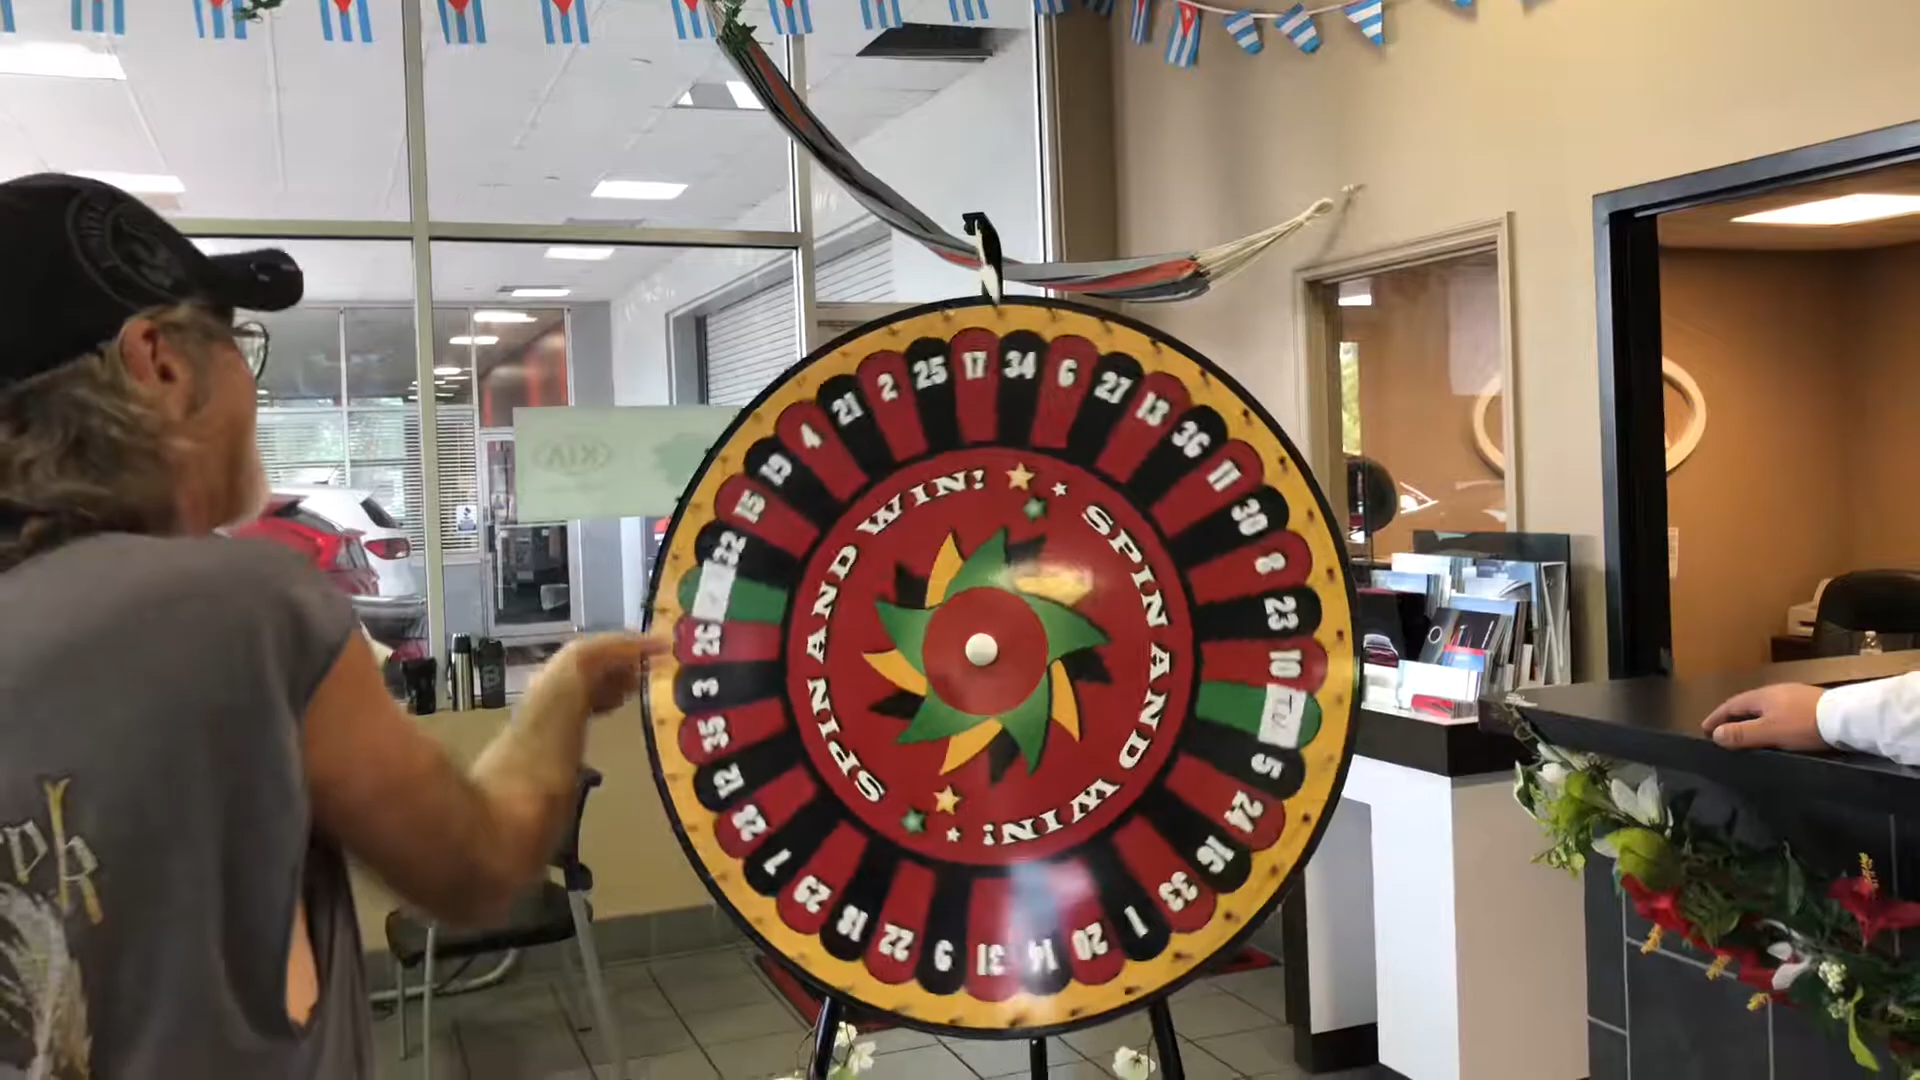 25 17 34 6 27 13 36 11 30 8 23 10
TV
5 24 16 33 1 20 14 31 9 22 18 29 7 28 12 35 3 26
32 15 19 4 21 2
SPIN AND WIN!
SPIN AND WIN!
KIA